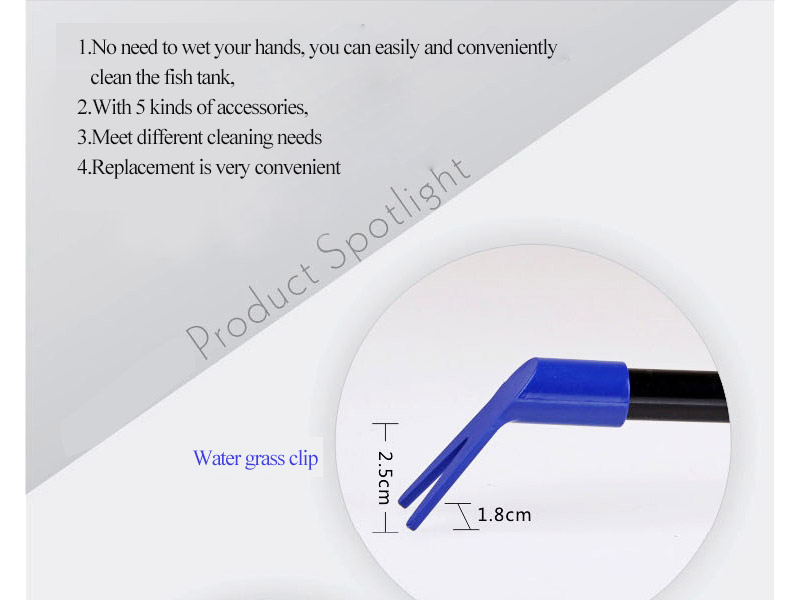 1.No need to wet your hands, you can easily and conveniently
clean the fish tank,
2.With 5 kinds of accessories,
3.Meet different cleaning needs
4.Replacement is very convenient
Product Spotlight
Water grass clip
2.5cm
1.8cm